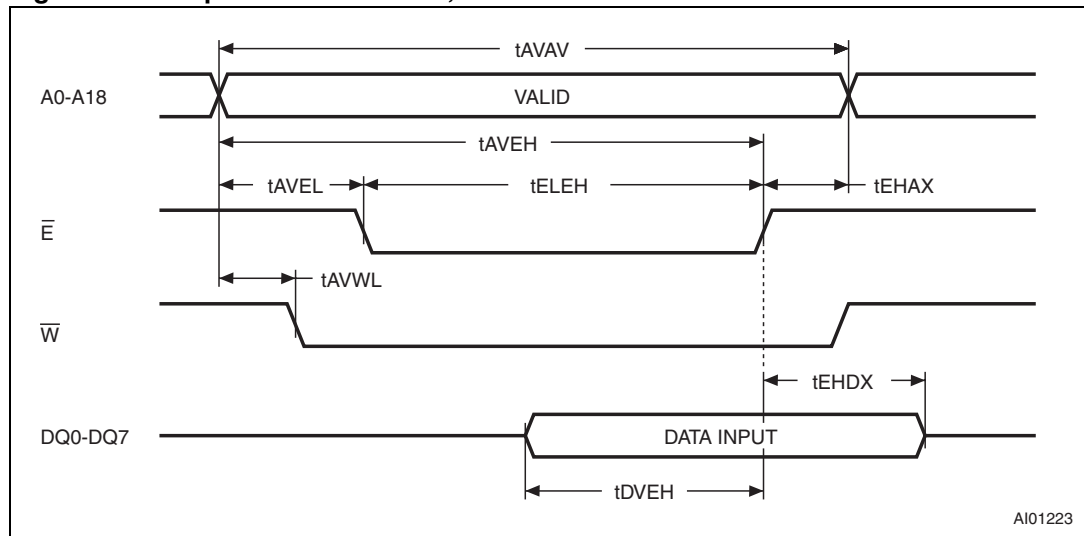 tAVAV
A0-A18
VALID
tAVEH
tAVEL
tELEH
tEHAX
E
tAVWL
W
tEHDX
DQ0-DQ7
DATA INPUT
tDVEH
AI01223